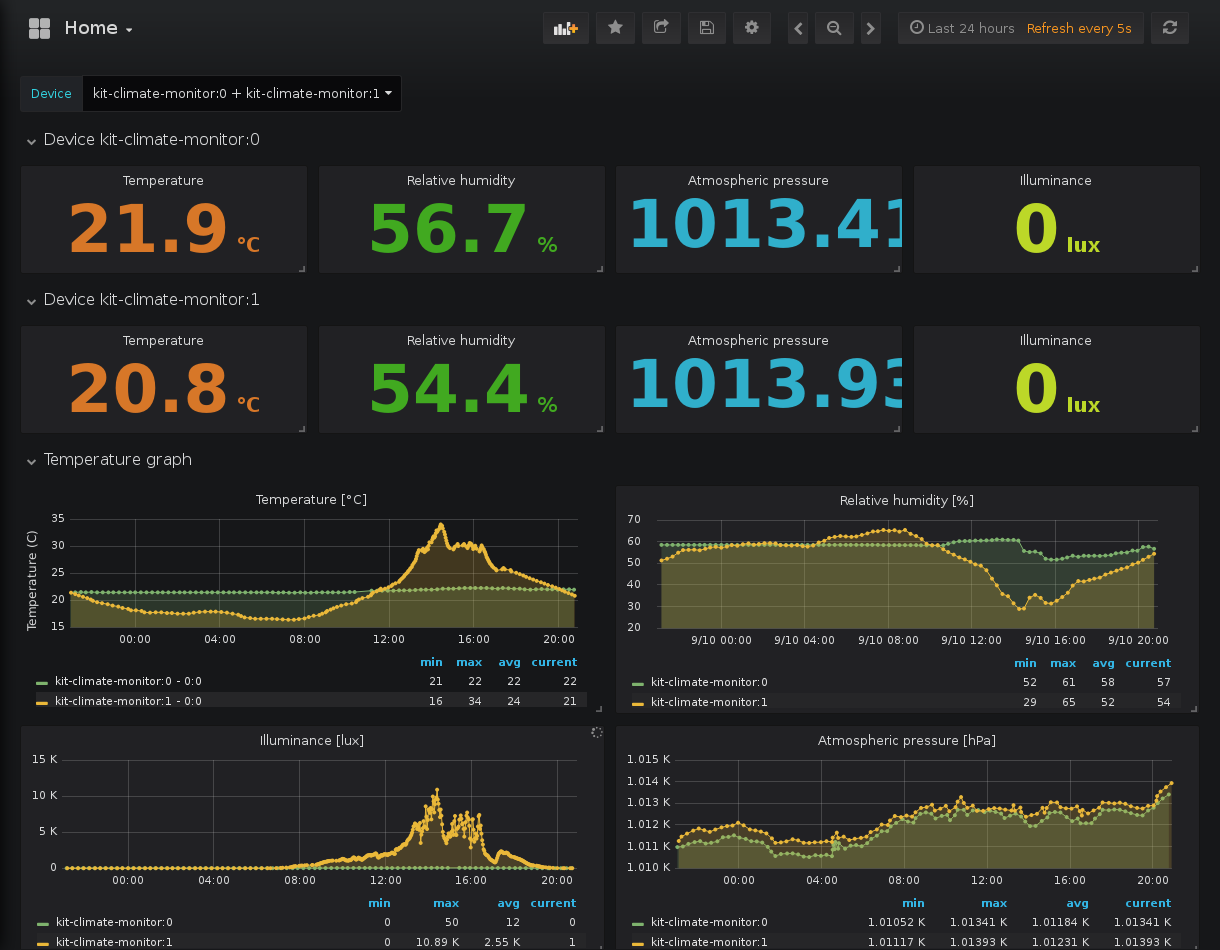 Home
Last 24 hours Refresh every 5s
Device kit-climate-monitor:0 + kit-climate-monitor:1
Device kit-climate-monitor:0
Temperature Relative humidity Atmospheric pressure Illuminance
21.9 °C 56.7 % 1013.41 0 lux
Device kit-climate-monitor:1
Temperature Relative humidity Atmospheric pressure Illuminance
20.8 °C 54.4 % 1013.93 0 lux
Temperature graph
Temperature [°C]
Temperature (C)
35
30
25
20
15
00:00 04:00 08:00 12:00 16:00 20:00
min max avg current
kit-climate-monitor:0 - 0:0 21 22 22 22
kit-climate-monitor:1 - 0:0 16 34 24 21
Relative humidity [%]
70
60
50
40
30
20
9/10 00:00 9/10 04:00 9/10 08:00 9/10 12:00 9/10 16:00 9/10 20:00
min max avg current
kit-climate-monitor:0 52 61 58 57
kit-climate-monitor:1 29 65 52 54
Illuminance [lux]
15 K
10 K
5 K
0
00:00 04:00 08:00 12:00 16:00 20:00
min max avg current
kit-climate-monitor:0 0 50 12 0
kit-climate-monitor:1 0 10.89 K 2.55 K 1
Atmospheric pressure [hPa]
1.015 K
1.014 K
1.013 K
1.012 K
1.011 K
1.010 K
00:00 04:00 08:00 12:00 16:00 20:00
min max avg current
kit-climate-monitor:0 1.01052 K 1.01341 K 1.01184 K 1.01341 K
kit-climate-monitor:1 1.01117 K 1.01393 K 1.01231 K 1.01393 K